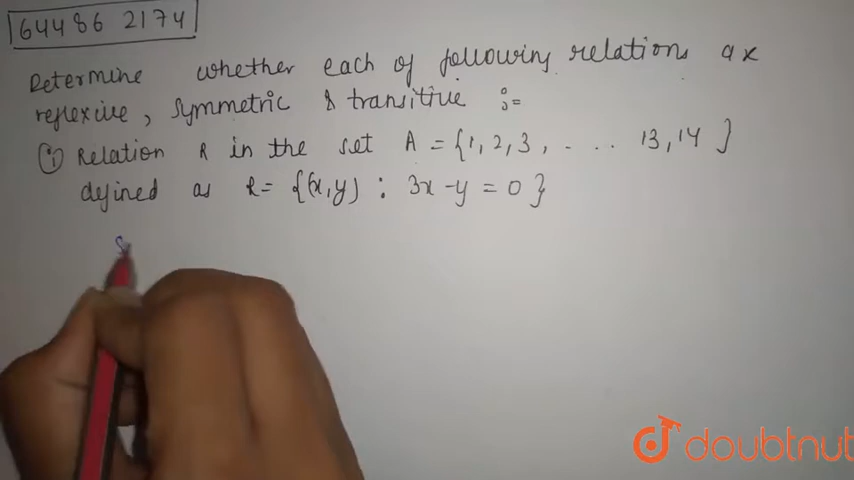 64486 2174
Determine whether each of following relations are
reflexive, symmetric & transitive :=
(i) Relation R in the set A = {1, 2, 3, . . . . 13, 14}
defined as R = {(x, y) : 3x - y = 0}
S
doubtnut